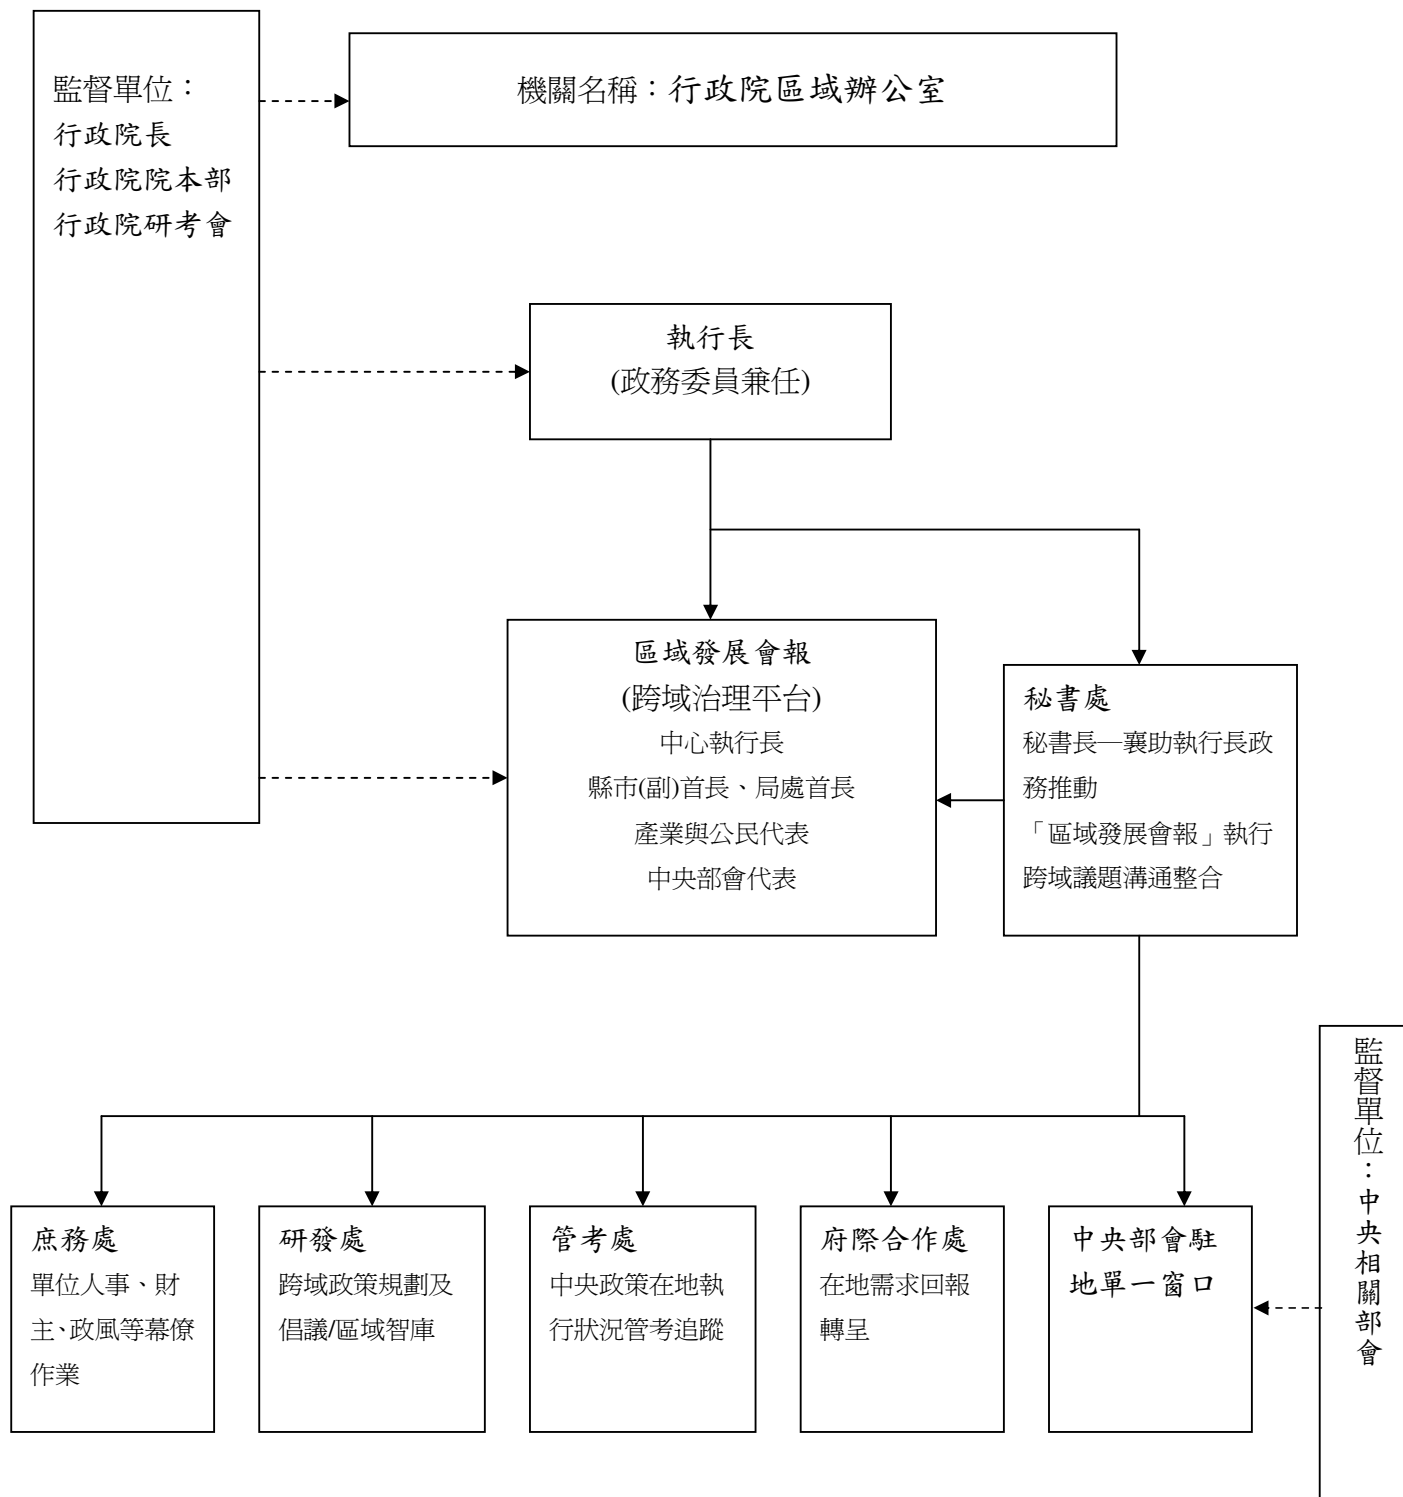 監督單位：
行政院長
行政院院本部
行政院研考會
機關名稱：行政院區域辦公室
執行長
(政務委員兼任)
區域發展會報
(跨域治理平台)
中心執行長
縣市(副)首長、局處首長
產業與公民代表
中央部會代表
秘書處
秘書長─襄助執行長政
務推動
「區域發展會報」執行
跨域議題溝通整合
監督單位：中央相關部會
庶務處
單位人事、財
主、政風等幕僚
作業
研發處
跨域政策規劃及
倡議/區域智庫
管考處
中央政策在地執
行狀況管考追蹤
府際合作處
在地需求回報
轉呈
中央部會駐
地單一窗口